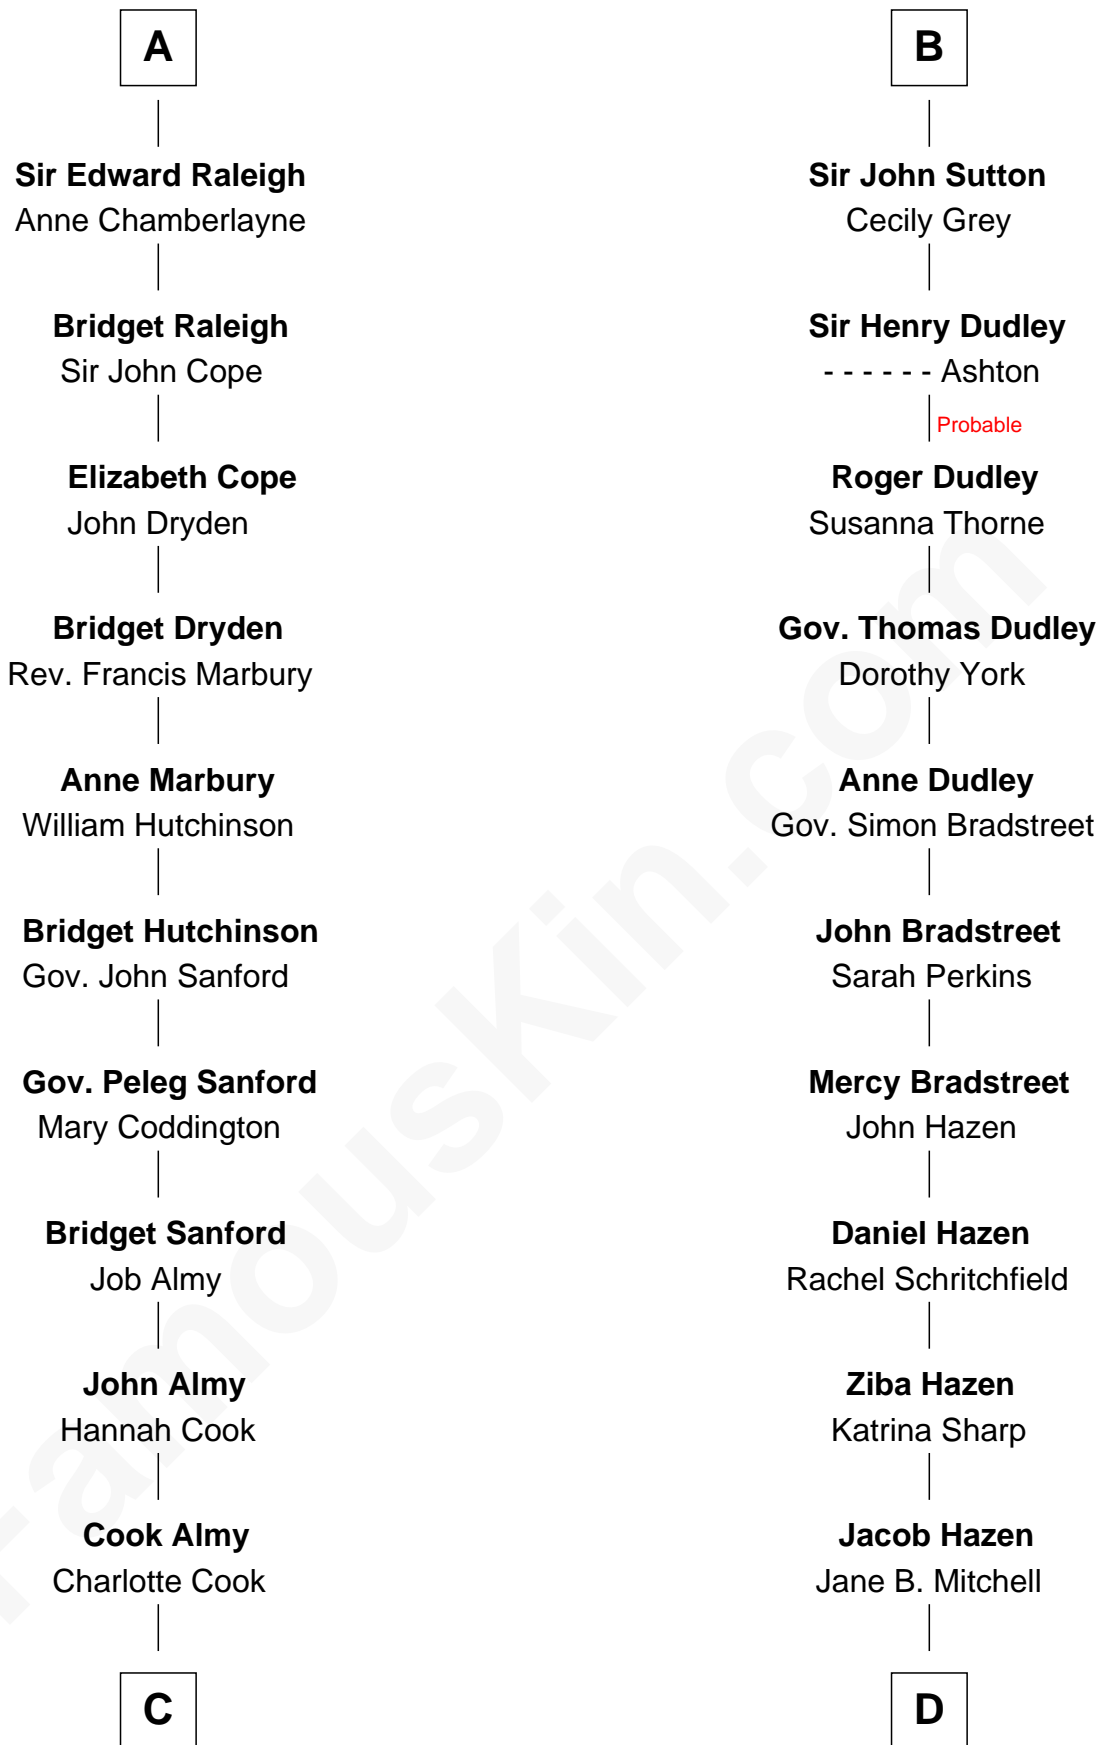 A
Sir Edward Raleigh
Anne Chamberlayne
Bridget Raleigh
Sir John Cope
Elizabeth Cope
John Dryden
Bridget Dryden
Rev. Francis Marbury
Anne Marbury
William Hutchinson
Bridget Hutchinson
Gov. John Sanford
Gov. Peleg Sanford
Mary Coddington
Bridget Sanford
Job Almy
John Almy
Hannah Cook
Cook Almy
Charlotte Cook
C
B
Sir John Sutton
Cecily Grey
Sir Henry Dudley
- - - - - - Ashton
Probable
Roger Dudley
Susanna Thorne
Gov. Thomas Dudley
Dorothy York
Anne Dudley
Gov. Simon Bradstreet
John Bradstreet
Sarah Perkins
Mercy Bradstreet
John Hazen
Daniel Hazen
Rachel Schritchfield
Ziba Hazen
Katrina Sharp
Jacob Hazen
Jane B. Mitchell
D
FamousKin.com